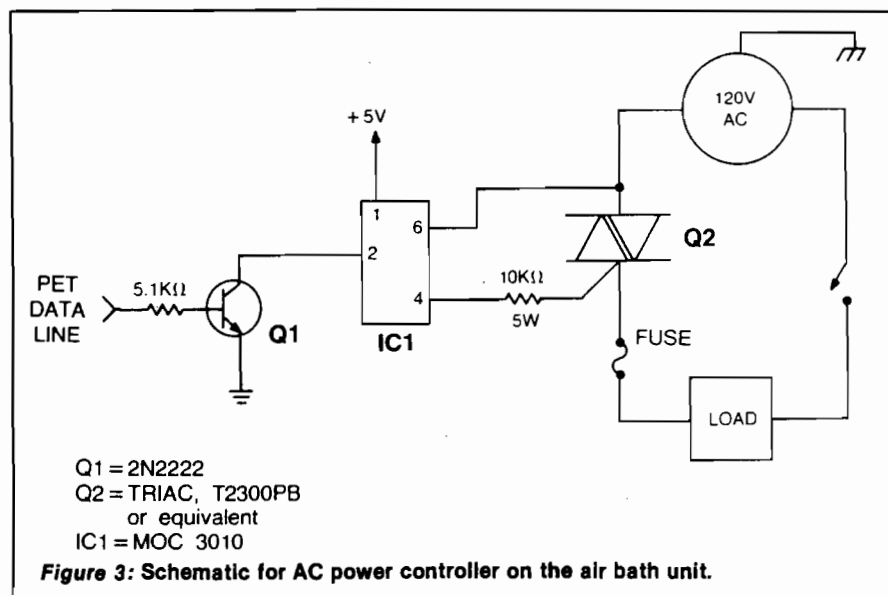 120V
AC
+5V
1
6
2
4
Q2
PET
DATA
LINE
5.1KΩ
Q1
IC1
10KΩ
5W
FUSE
LOAD
Q1 = 2N2222
Q2 = TRIAC, T2300PB
or equivalent
IC1 = MOC 3010
Figure 3: Schematic for AC power controller on the air bath unit.